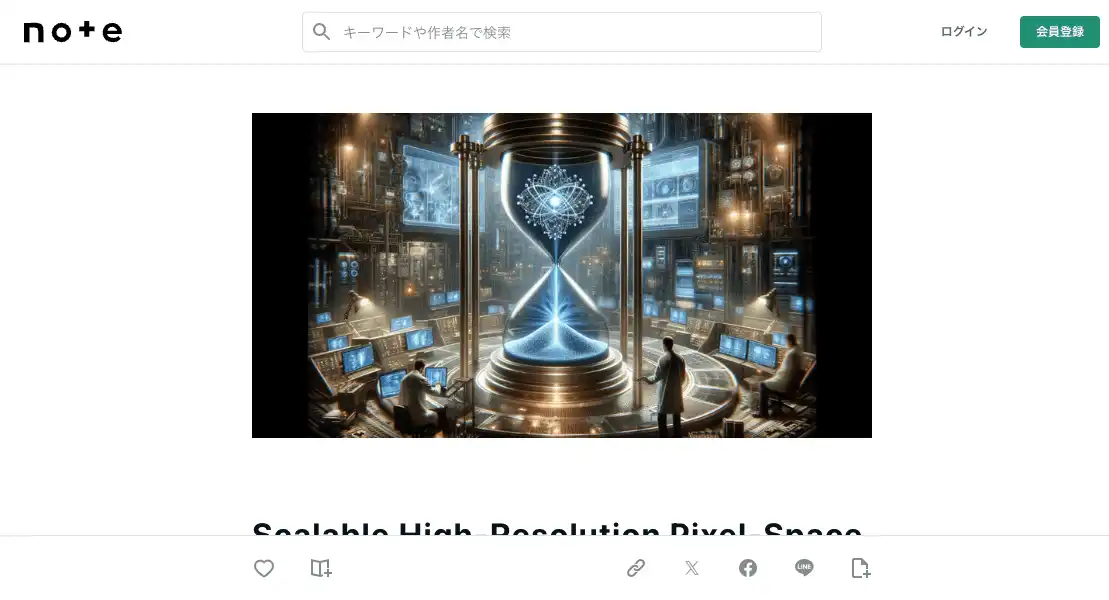 note
キーワードや作者名で検索
ログイン
会員登録
Scalable High-Resolution Pixel-Space
LINE